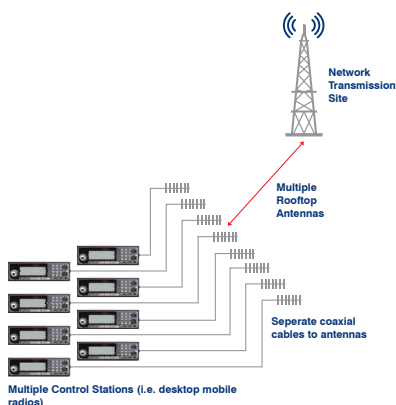 Network
Transmission
Site
Multiple
Rooftop
Antennas
Seperate coaxial
cables to antennas
Multiple Control Stations (i.e. desktop mobile
radios)